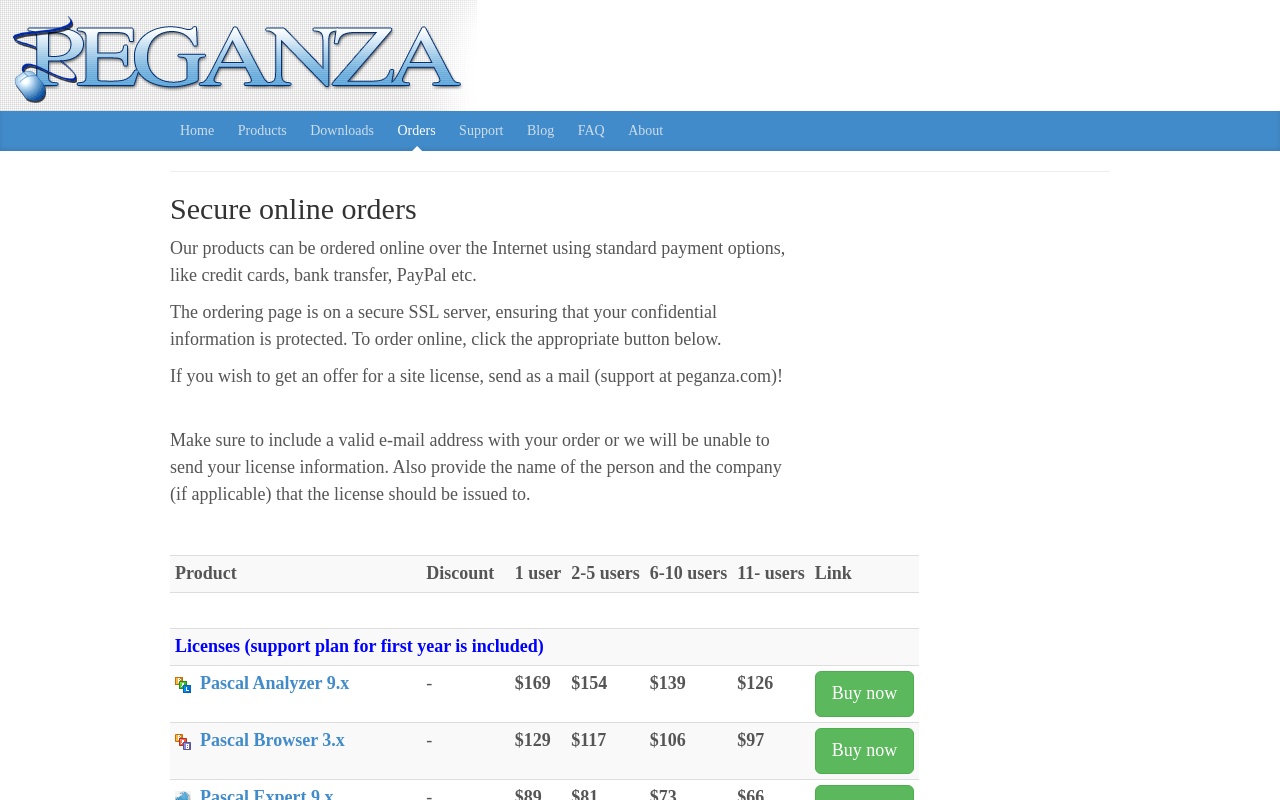 PEGANZA
Home Products Downloads Orders Support Blog FAQ About
Secure online orders
Our products can be ordered online over the Internet using standard payment options,
like credit cards, bank transfer, PayPal etc.
The ordering page is on a secure SSL server, ensuring that your confidential
information is protected. To order online, click the appropriate button below.
If you wish to get an offer for a site license, send as a mail (support at peganza.com)!
Make sure to include a valid e-mail address with your order or we will be unable to
send your license information. Also provide the name of the person and the company
(if applicable) that the license should be issued to.
Product Discount 1 user 2-5 users 6-10 users 11- users Link
Licenses (support plan for first year is included)
Pascal Analyzer 9.x - $169 $154 $139 $126 Buy now
Pascal Browser 3.x - $129 $117 $106 $97 Buy now
Pascal Expert 9.x - $89 $81 $73 $66